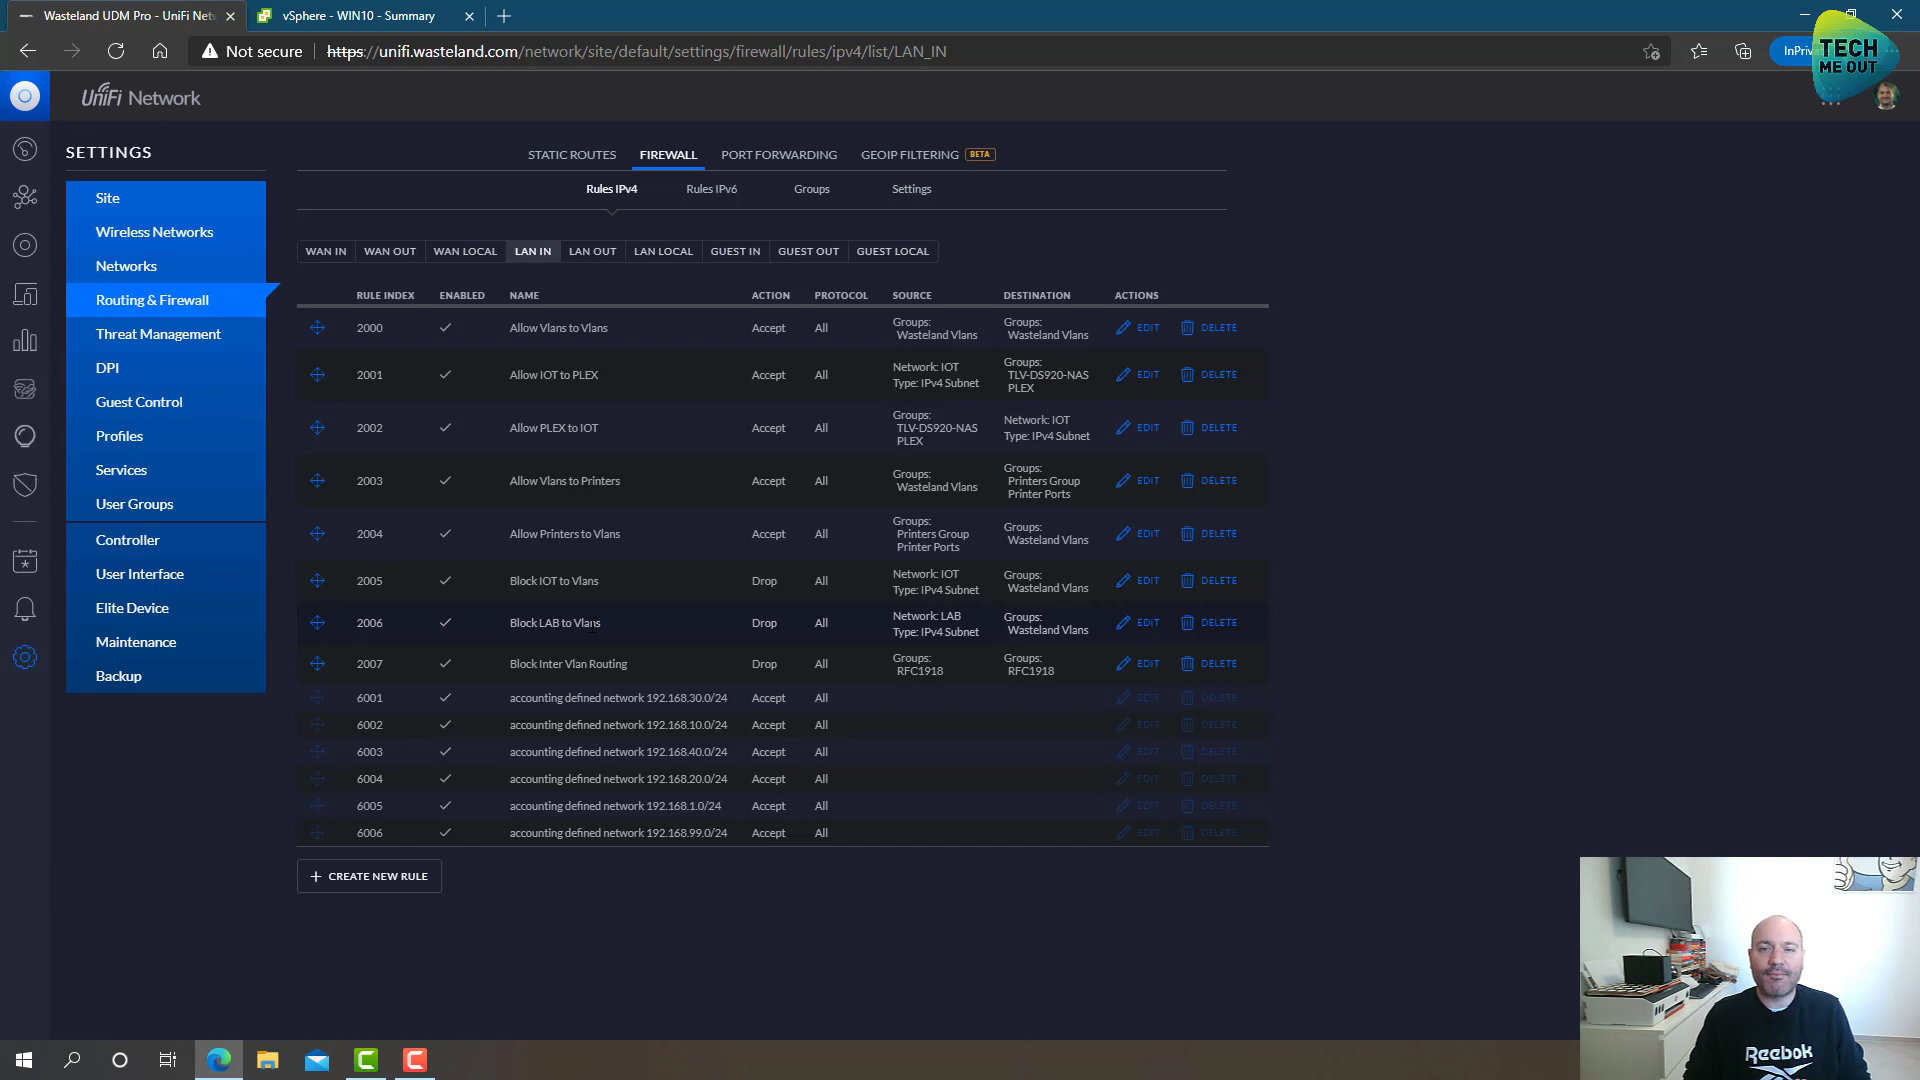 Wasteland UDM Pro - UniFi Netw
vSphere - WIN10 - Summary
Not secure
https://unifi.wasteland.com/network/site/default/settings/firewall/rules/ipv4/list/LAN_IN
InPriv
TECH
ME OUT
UniFi Network
SETTINGS
Site
Wireless Networks
Networks
Routing & Firewall
Threat Management
DPI
Guest Control
Profiles
Services
User Groups
Controller
User Interface
Elite Device
Maintenance
Backup
STATIC ROUTES FIREWALL PORT FORWARDING GEOIP FILTERING BETA
Rules IPv4 Rules IPv6 Groups Settings
WAN IN WAN OUT WAN LOCAL LAN IN LAN OUT LAN LOCAL GUEST IN GUEST OUT GUEST LOCAL
RULE INDEX ENABLED NAME ACTION PROTOCOL SOURCE DESTINATION ACTIONS
2000 Allow Vlans to Vlans Accept All Groups: Wasteland Vlans Groups: Wasteland Vlans EDIT DELETE
2001 Allow IOT to PLEX Accept All Network: IOT Type: IPv4 Subnet Groups: TLV-DS920-NAS PLEX EDIT DELETE
2002 Allow PLEX to IOT Accept All Groups: TLV-DS920-NAS PLEX Network: IOT Type: IPv4 Subnet EDIT DELETE
2003 Allow Vlans to Printers Accept All Groups: Wasteland Vlans Groups: Printers Group Printer Ports EDIT DELETE
2004 Allow Printers to Vlans Accept All Groups: Printers Group Printer Ports Groups: Wasteland Vlans EDIT DELETE
2005 Block IOT to Vlans Drop All Network: IOT Type: IPv4 Subnet Groups: Wasteland Vlans EDIT DELETE
2006 Block LAB to Vlans Drop All Network: LAB Type: IPv4 Subnet Groups: Wasteland Vlans EDIT DELETE
2007 Block Inter Vlan Routing Drop All Groups: RFC1918 Groups: RFC1918 EDIT DELETE
6001 accounting defined network 192.168.30.0/24 Accept All EDIT DELETE
6002 accounting defined network 192.168.10.0/24 Accept All EDIT DELETE
6003 accounting defined network 192.168.40.0/24 Accept All EDIT DELETE
6004 accounting defined network 192.168.20.0/24 Accept All EDIT DELETE
6005 accounting defined network 192.168.1.0/24 Accept All EDIT DELETE
6006 accounting defined network 192.168.99.0/24 Accept All EDIT DELETE
+ CREATE NEW RULE
Reebok